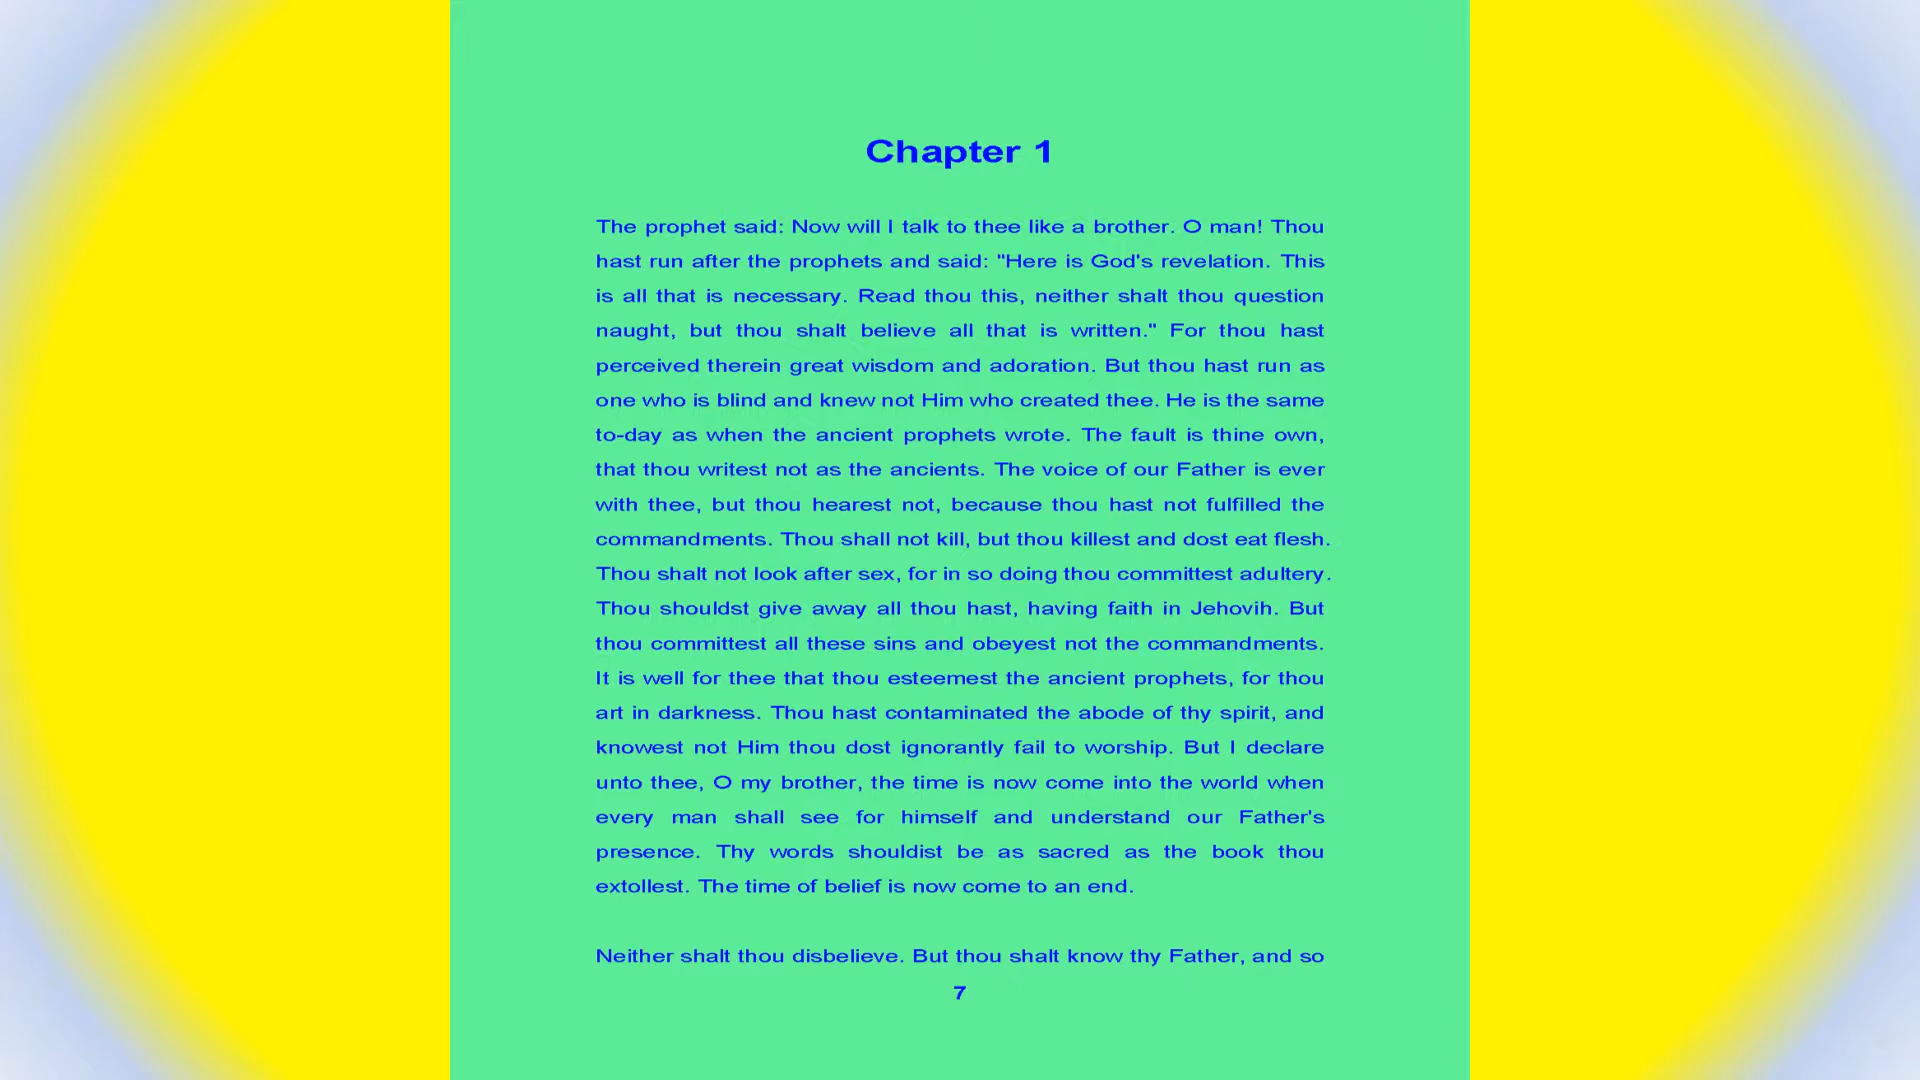 Chapter 1
The prophet said: Now will I talk to thee like a brother. O man! Thou
hast run after the prophets and said: "Here is God's revelation. This
is all that is necessary. Read thou this, neither shalt thou question
naught, but thou shalt believe all that is written." For thou hast
perceived therein great wisdom and adoration. But thou hast run as
one who is blind and knew not Him who created thee. He is the same
to-day as when the ancient prophets wrote. The fault is thine own,
that thou writest not as the ancients. The voice of our Father is ever
with thee, but thou hearest not, because thou hast not fulfilled the
commandments. Thou shall not kill, but thou killest and dost eat flesh.
Thou shalt not look after sex, for in so doing thou committest adultery.
Thou shouldst give away all thou hast, having faith in Jehovih. But
thou committest all these sins and obeyest not the commandments.
It is well for thee that thou esteemest the ancient prophets, for thou
art in darkness. Thou hast contaminated the abode of thy spirit, and
knowest not Him thou dost ignorantly fail to worship. But I declare
unto thee, O my brother, the time is now come into the world when
every man shall see for himself and understand our Father's
presence. Thy words shouldist be as sacred as the book thou
extollest. The time of belief is now come to an end.
Neither shalt thou disbelieve. But thou shalt know thy Father, and so
7